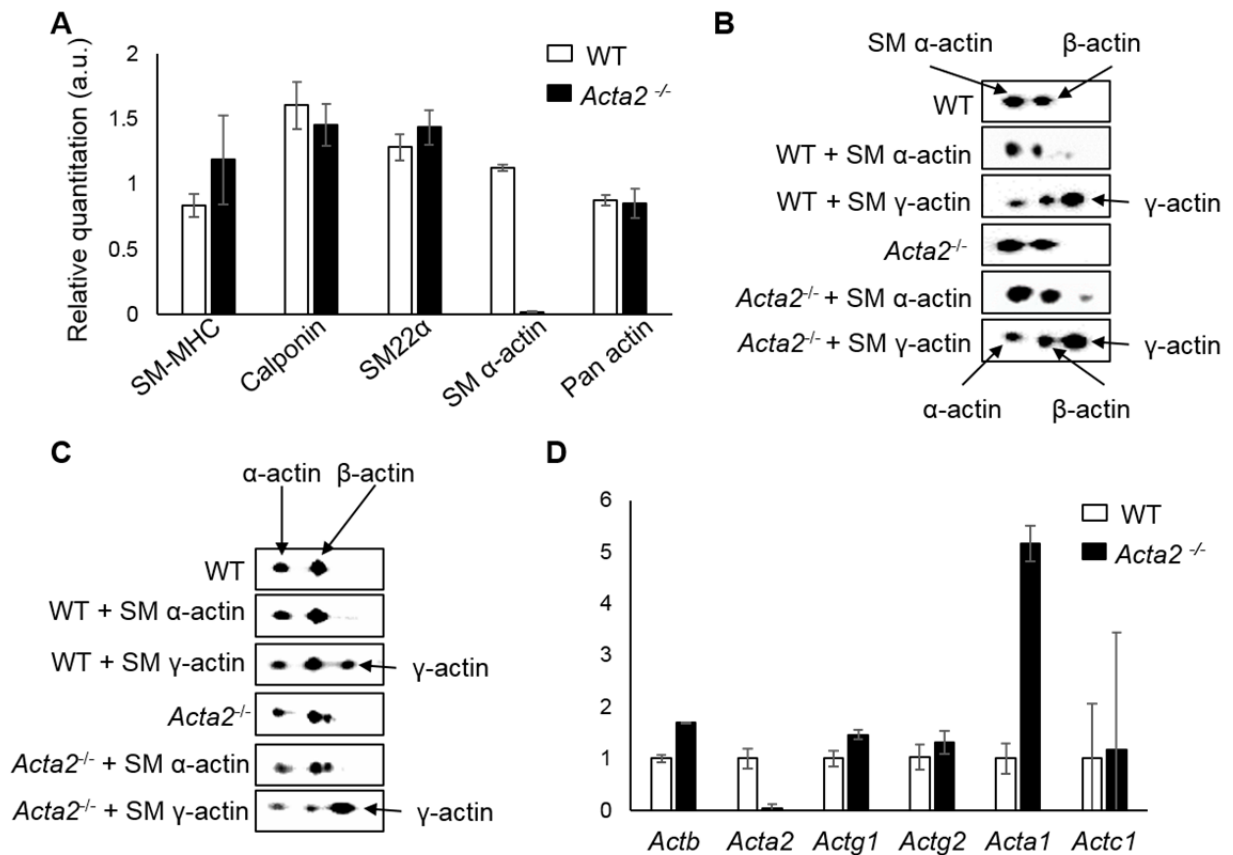 A
Relative quantitation (a.u.)
2
1.5
1
0.5
0
WT
Acta2 -/-
SM-MHC
Calponin
SM22α
SM α-actin
Pan actin
B
SM α-actin
β-actin
WT
WT + SM α-actin
WT + SM γ-actin
γ-actin
Acta2-/-
Acta2-/- + SM α-actin
Acta2-/- + SM γ-actin
γ-actin
α-actin
β-actin
C
α-actin
β-actin
WT
WT + SM α-actin
WT + SM γ-actin
γ-actin
Acta2-/-
Acta2-/- + SM α-actin
Acta2-/- + SM γ-actin
γ-actin
D
6
5
4
3
2
1
0
WT
Acta2 -/-
Actb
Acta2
Actg1
Actg2
Acta1
Actc1